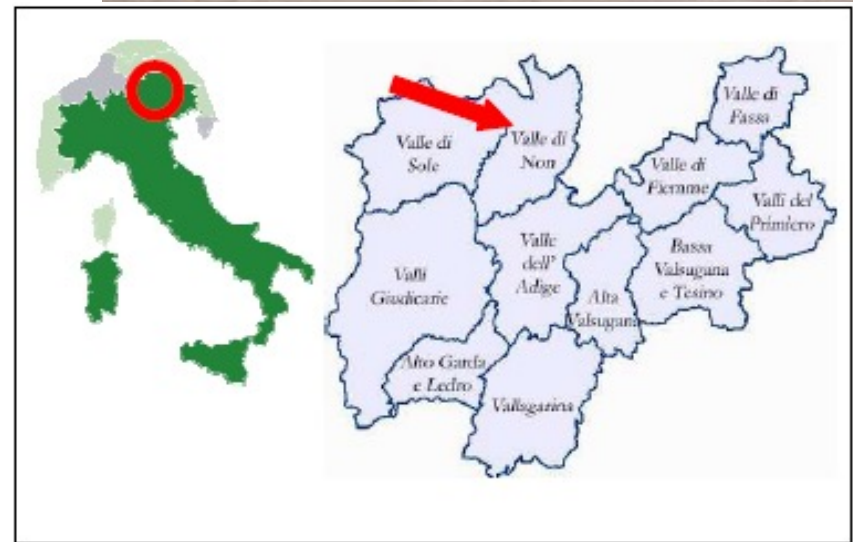 Valle di
Fassa
Valle di
Sole
Valle di
Non
Valle di
Fiemme
Valli del
Primiero
Valle
dell'
Adige
Bassa
Valsugana
e Tesino
Valli
Giudicarie
Alta
Valsugana
Alto Garda
e Ledro
Vallagarina